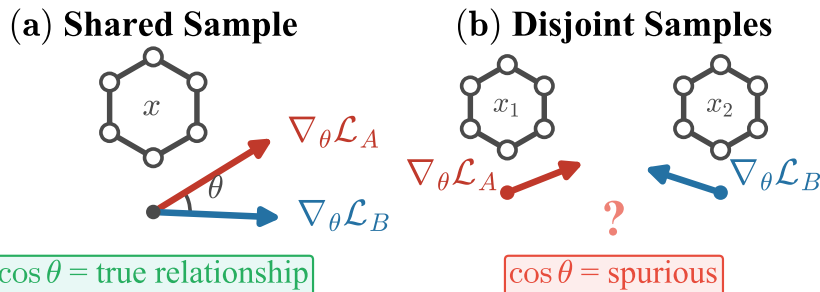 (a) Shared Sample
x
∇θℒA
θ
∇θℒB
cos θ = true relationship
(b) Disjoint Samples
x1
x2
∇θℒA
∇θℒB
?
cos θ = spurious